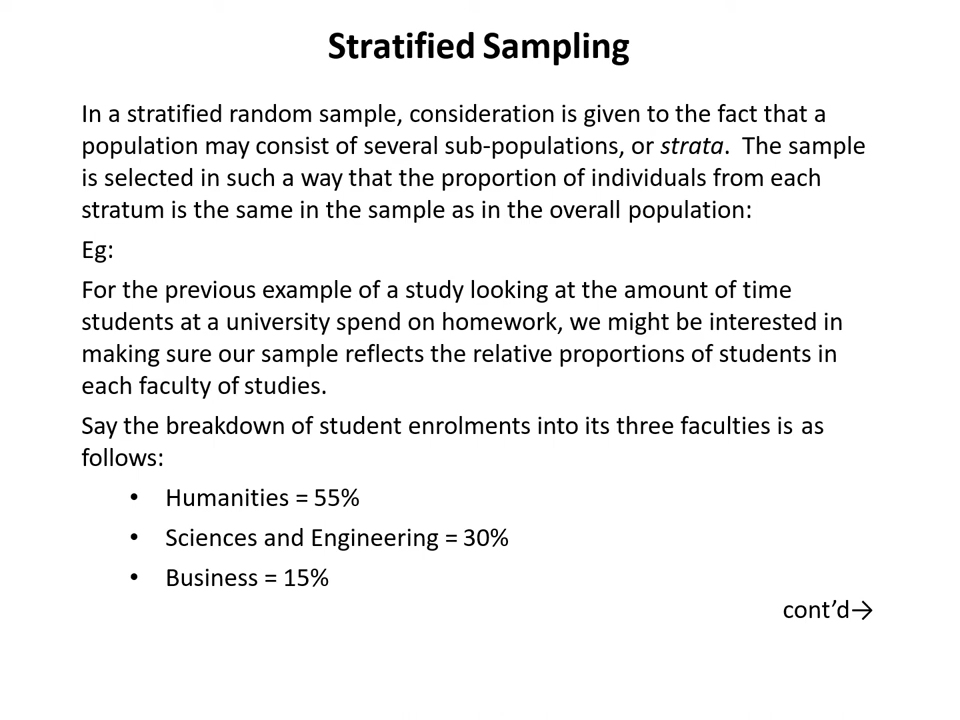 Stratified Sampling
In a stratified random sample, consideration is given to the fact that a
population may consist of several sub-populations, or strata.  The sample
is selected in such a way that the proportion of individuals from each
stratum is the same in the sample as in the overall population:
Eg:
For the previous example of a study looking at the amount of time
students at a university spend on homework, we might be interested in
making sure our sample reflects the relative proportions of students in
each faculty of studies.
Say the breakdown of student enrolments into its three faculties is as
follows:
• Humanities = 55%
• Sciences and Engineering = 30%
• Business = 15%
cont’d→